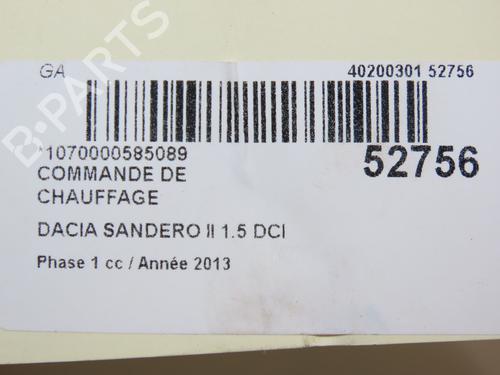 GA
40200301 52756
*1070000585089
52756
COMMANDE DE
CHAUFFAGE
DACIA SANDERO II 1.5 DCI
Phase 1 cc / Année 2013
B-PARTS